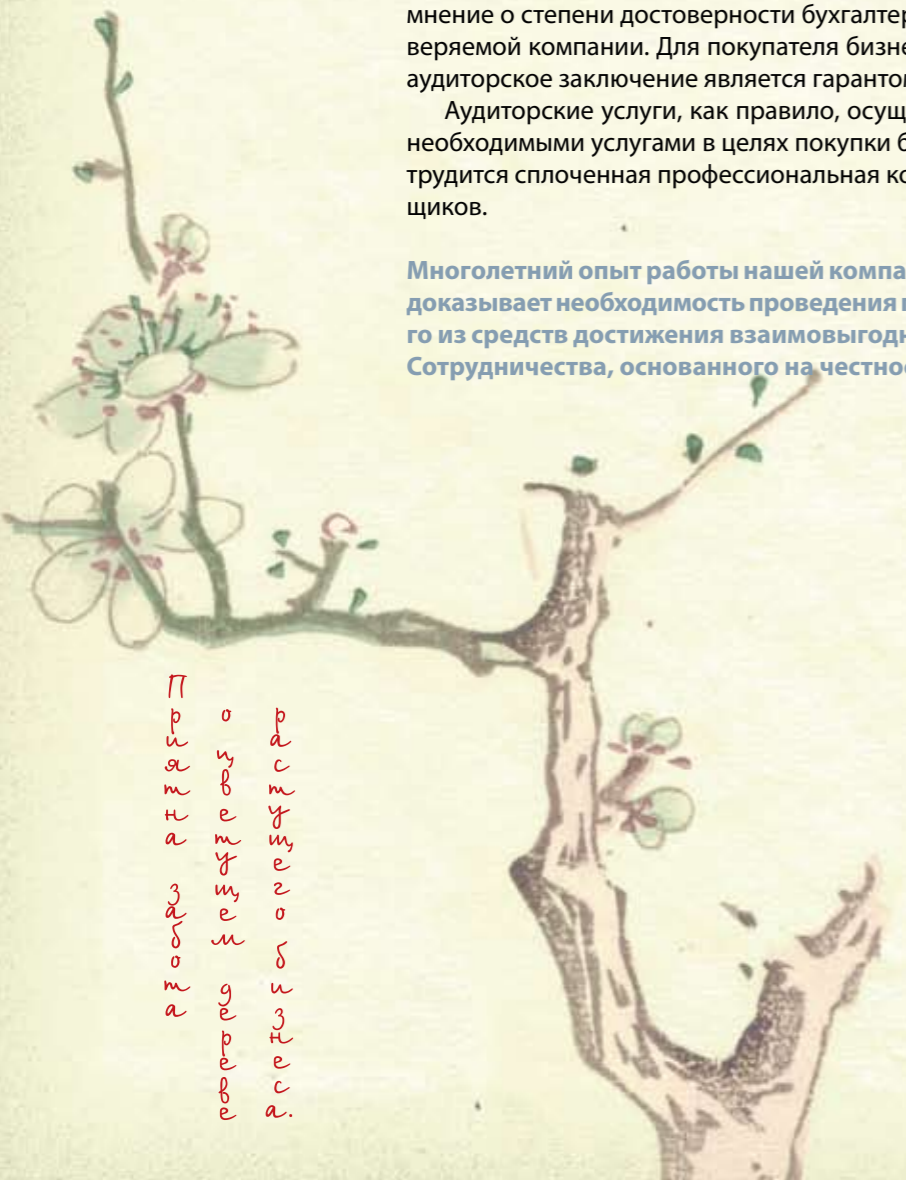 мнение о степени достоверности бухгалтер
веряемой компании. Для покупателя бизне
аудиторское заключение является гарантом
Аудиторские услуги, как правило, осущ
необходимыми услугами в целях покупки б
трудится сплоченная профессиональная ко
щиков.
Многолетний опыт работы нашей компа
доказывает необходимость проведения
го из средств достижения взаимовыгодн
Сотрудничества, основанного на честнос
Приятна забота
о цветущем дереве
растущего бизнеса.